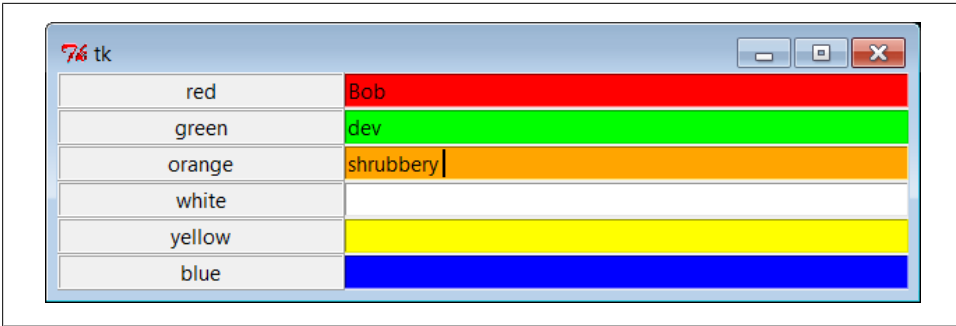 tk
red Bob
green dev
orange shrubbery
white
yellow
blue